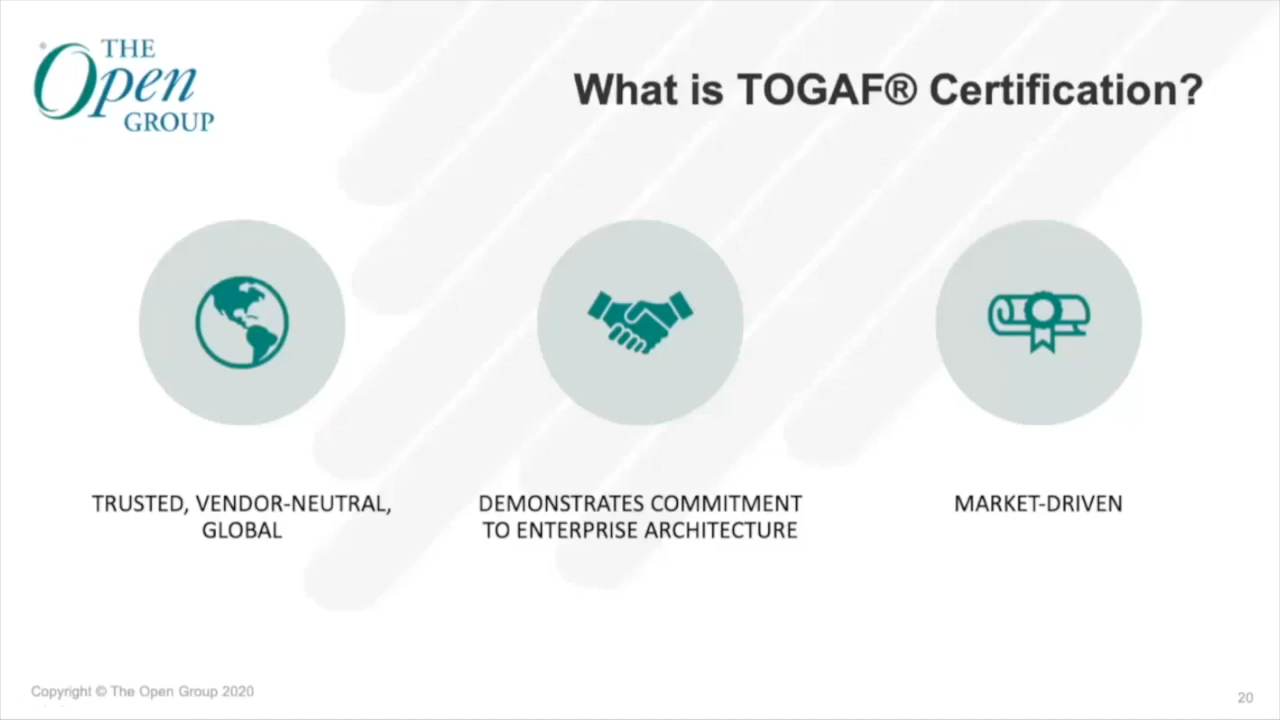 THE
Open
GROUP
What is TOGAF® Certification?
TRUSTED, VENDOR-NEUTRAL,
GLOBAL
DEMONSTRATES COMMITMENT
TO ENTERPRISE ARCHITECTURE
MARKET-DRIVEN
Copyright © The Open Group 2020
20